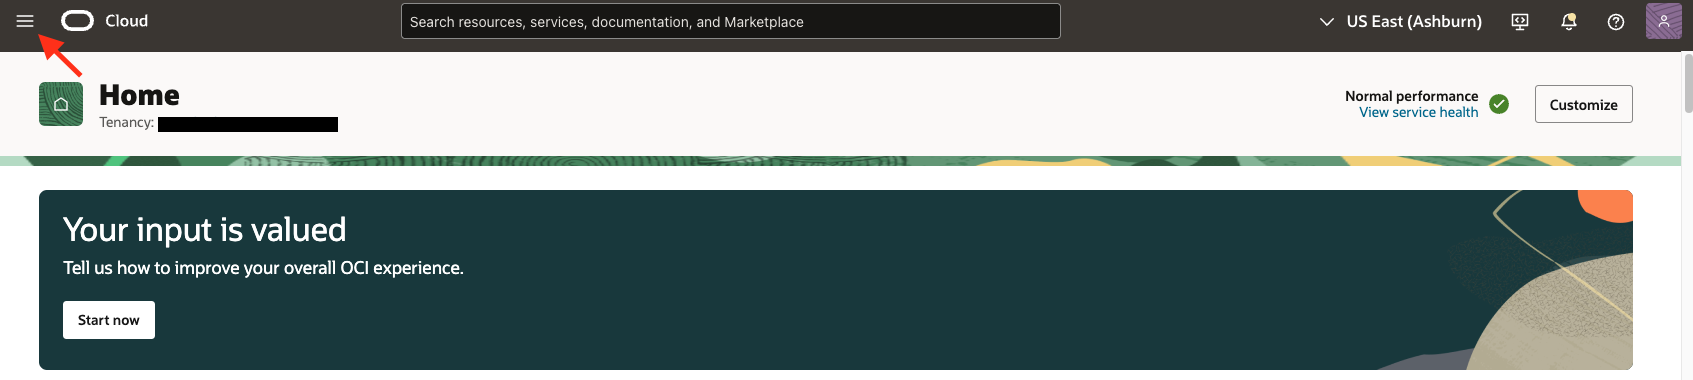 Cloud
Search resources, services, documentation, and Marketplace
US East (Ashburn)
Home
Tenancy:
Normal performance
View service health
Customize
Your input is valued
Tell us how to improve your overall OCI experience.
Start now